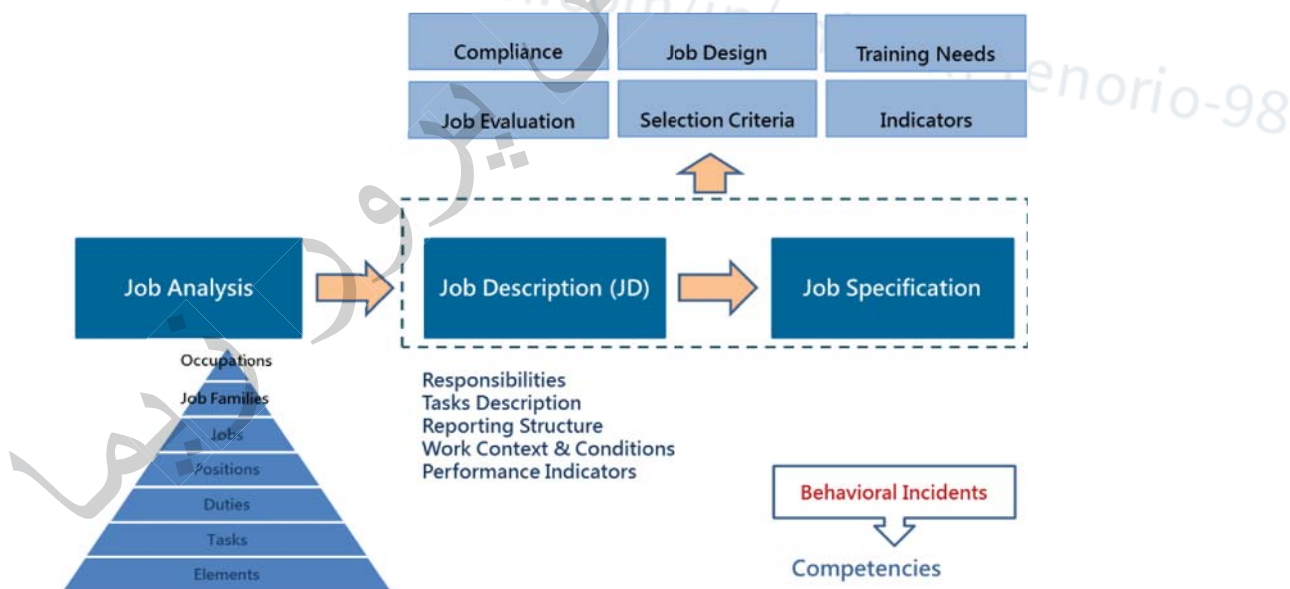 Compliance
Job Design
Training Needs
Job Evaluation
Selection Criteria
Indicators
enorio-98
Job Analysis
Job Description (JD)
Job Specification
Occupations
Job Families
Jobs
Positions
Duties
Tasks
Elements
Responsibilities
Tasks Description
Reporting Structure
Work Context & Conditions
Performance Indicators
Behavioral Incidents
Competencies